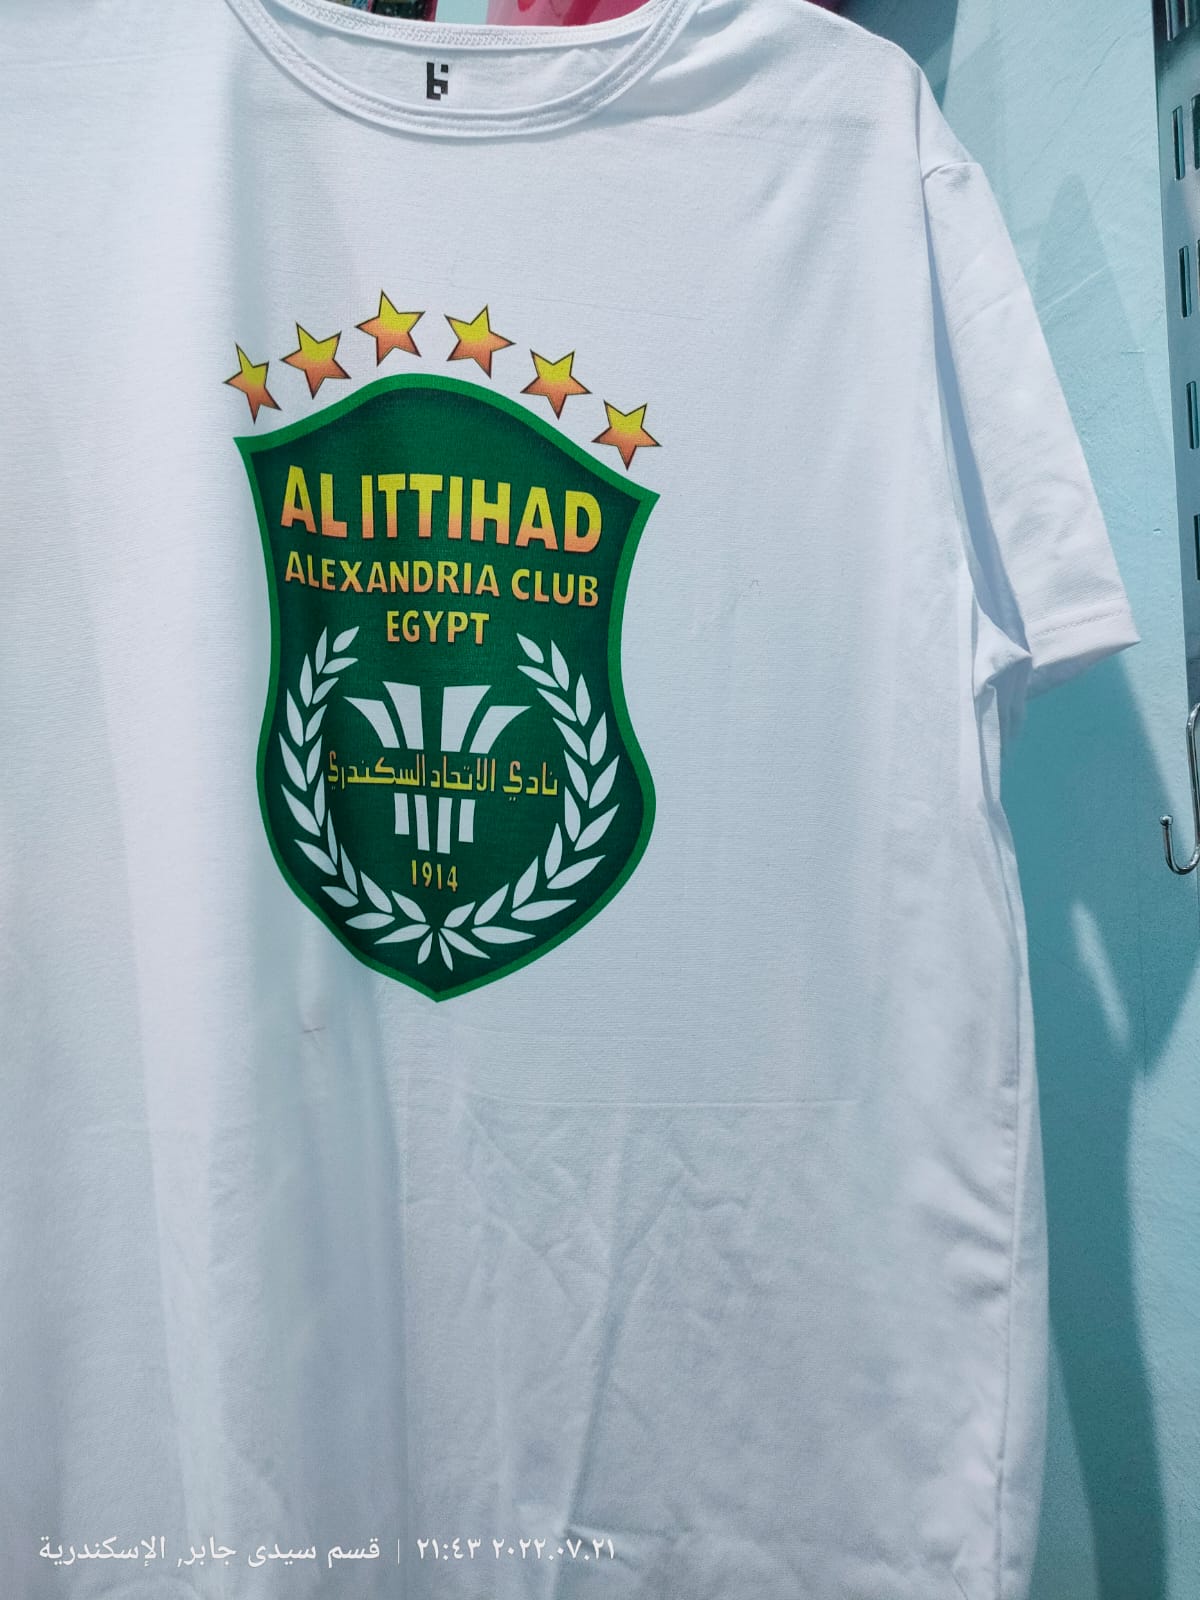 AL ITTIHAD
ALEXANDRIA CLUB
EGYPT
نادي الاتحاد السكندري
1914
٢٠٢٢.٠٧.٢١ ٢١:٤٣ | قسم سيدى جابر, الإسكندرية